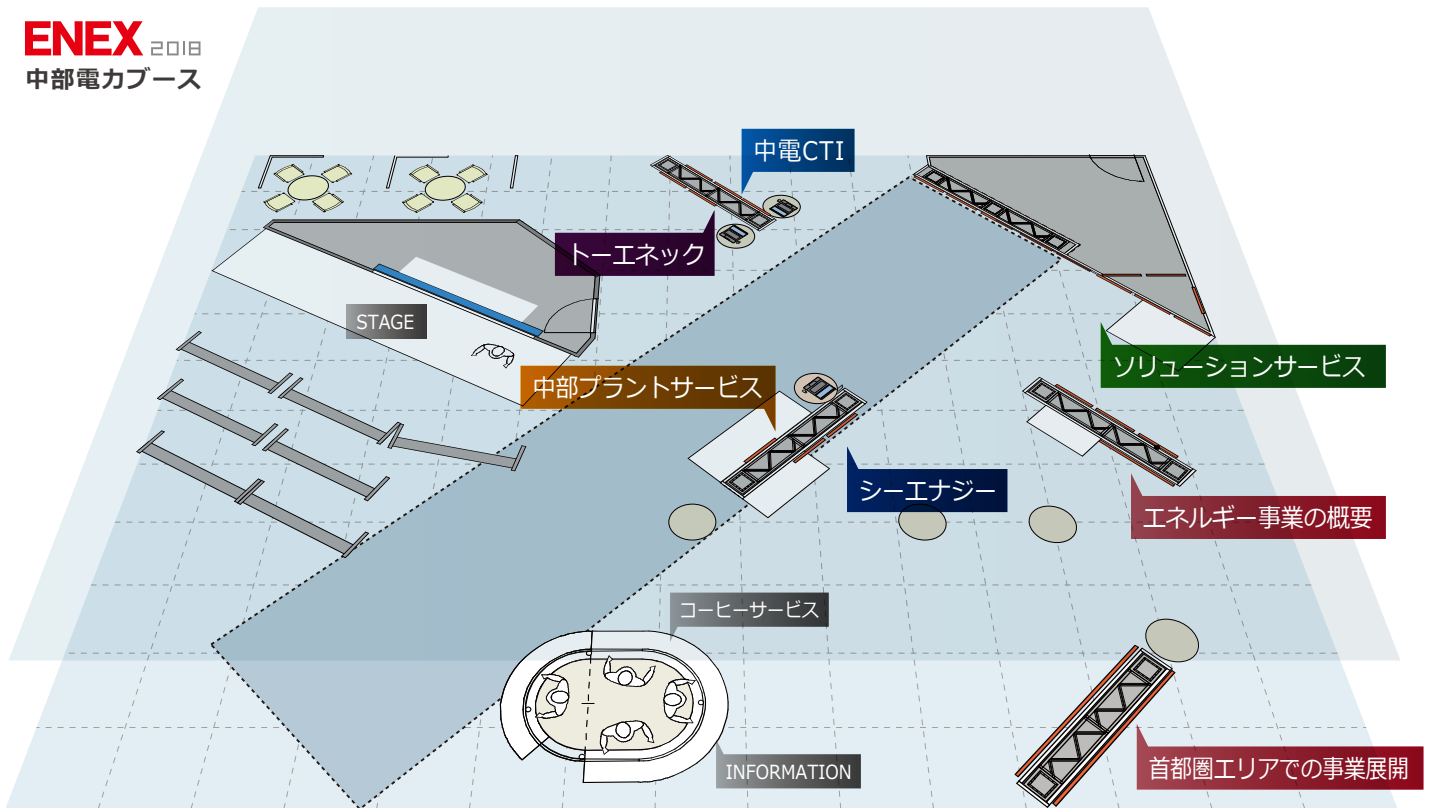 ENEX 2018
中部電力ブース
中電CTI
トーエネック
STAGE
ソリューションサービス
中部プラントサービス
シーエナジー
エネルギー事業の概要
コーヒーサービス
INFORMATION
首都圏エリアでの事業展開